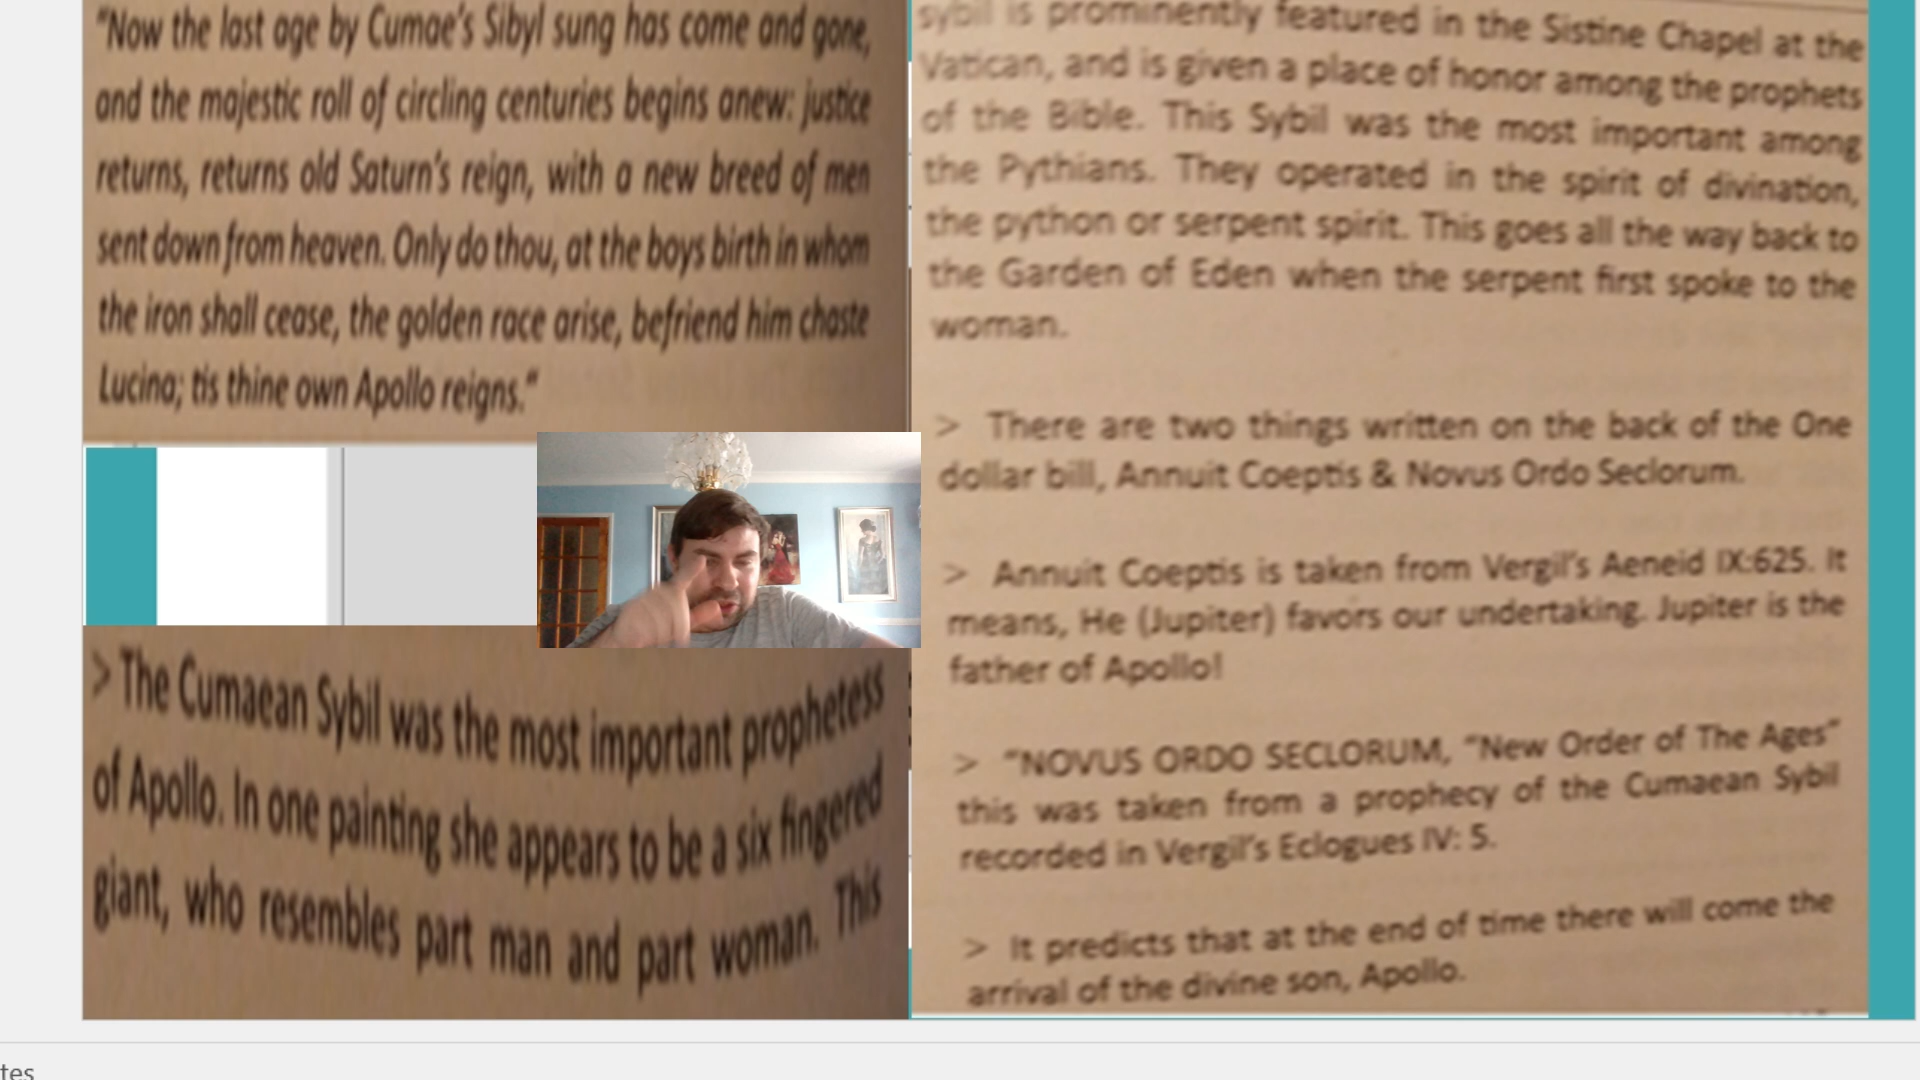 "Now the last age by Cumae's Sibyl sung has come and gone,
and the majestic roll of circling centuries begins anew: justice
returns, returns old Saturn's reign, with a new breed of men
sent down from heaven. Only do thou, at the boys birth in whom
the iron shall cease, the golden race arise, befriend him chaste
Lucina; tis thine own Apollo reigns."
> The Cumaean Sybil was the most important prophetess
of Apollo. In one painting she appears to be a six fingered
giant, who resembles part man and part woman. This
sybil is prominently featured in the Sistine Chapel at the
Vatican, and is given a place of honor among the prophets
of the Bible. This Sybil was the most important among
the Pythians. They operated in the spirit of divination,
the python or serpent spirit. This goes all the way back to
the Garden of Eden when the serpent first spoke to the
woman.
> There are two things written on the back of the One
dollar bill, Annuit Coeptis & Novus Ordo Seclorum.
> Annuit Coeptis is taken from Vergil's Aeneid IX:625. It
means, He (Jupiter) favors our undertaking. Jupiter is the
father of Apollo!
> "NOVUS ORDO SECLORUM, "New Order of The Ages"
this was taken from a prophecy of the Cumaean Sybil
recorded in Vergil's Eclogues IV: 5.
> It predicts that at the end of time there will come the
arrival of the divine son, Apollo.
tes